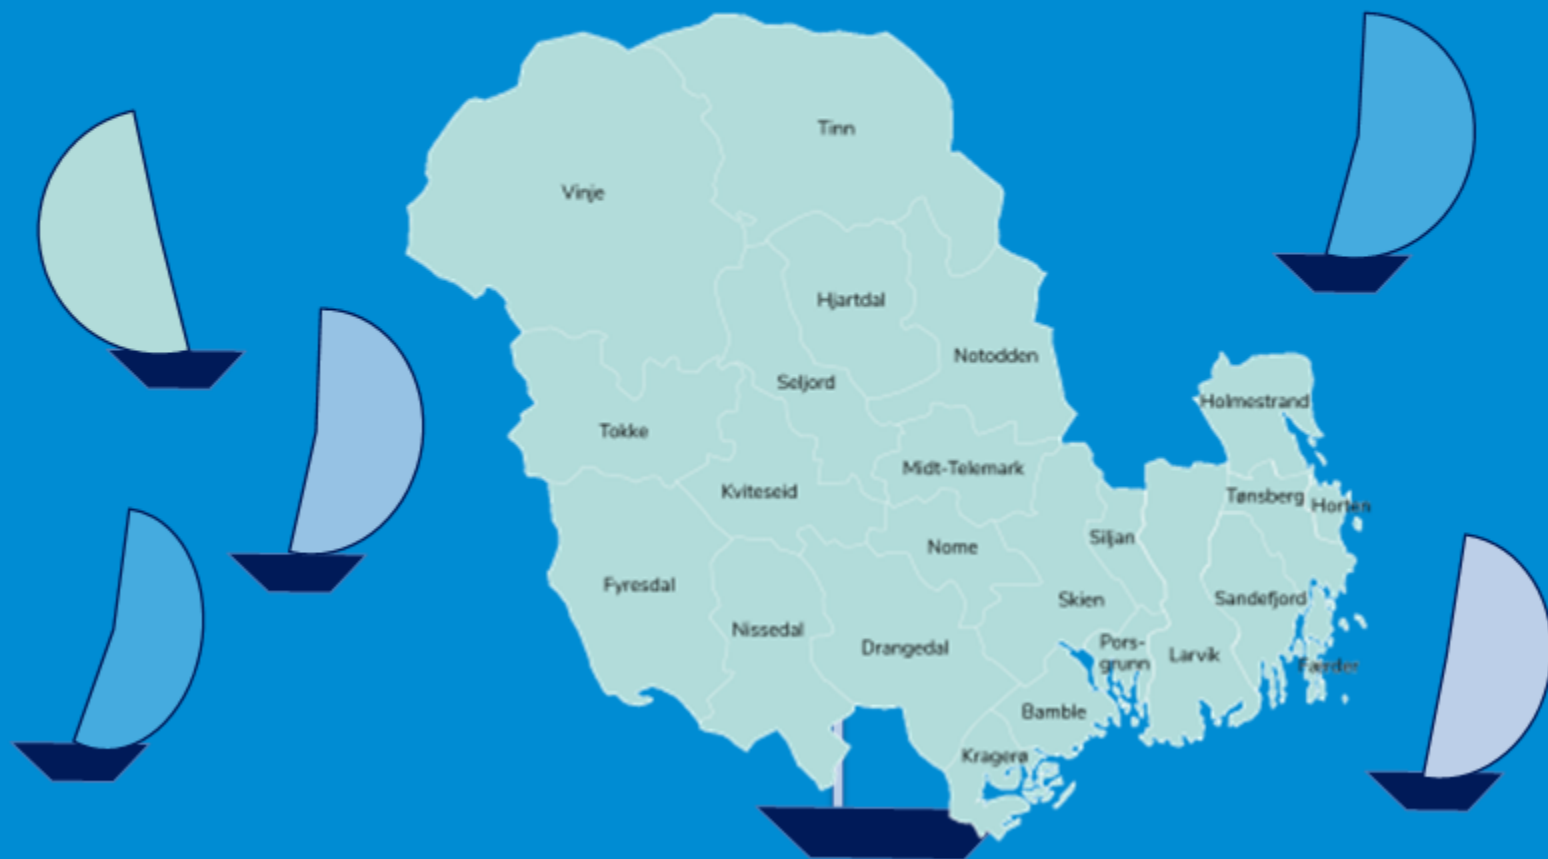 Tinn
Vinje
Hjartdal
Notodden
Seljord
Holmestrand
Tokke
Midt-Telemark
Kviteseid
Tønsberg
Horten
Siljan
Nome
Fyresdal
Skien
Sandefjord
Nissedal
Drangedal
Pors-
grunn
Larvik
Færder
Bamble
Kragerø